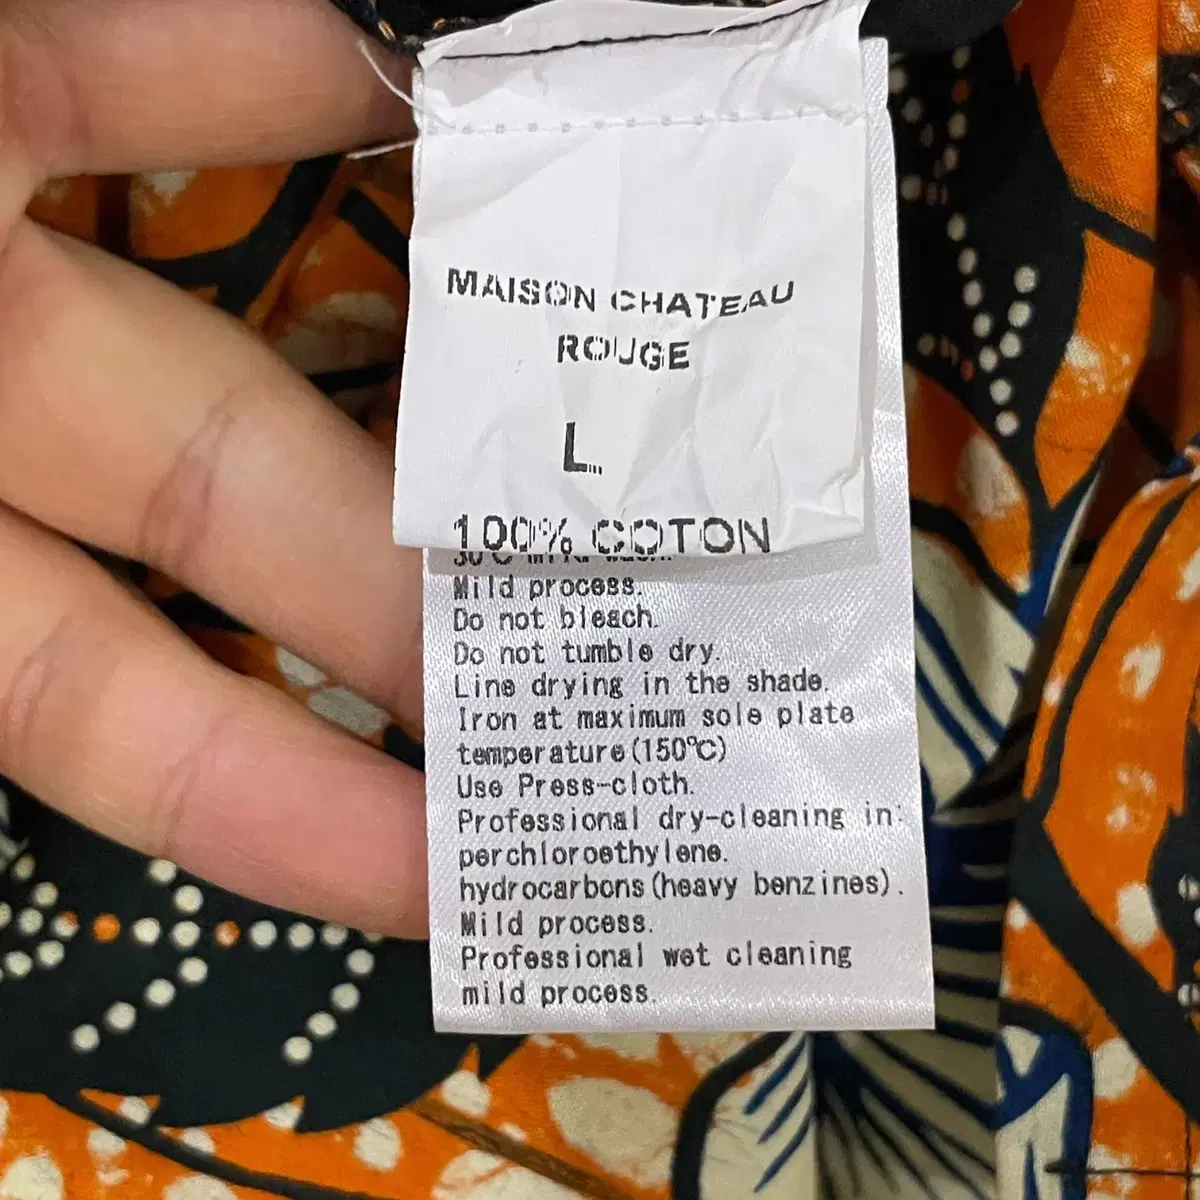 MAISON CHATEAU
ROUGE
L
100% COTON
Mild process.
Do not bleach.
Do not tumble dry.
Line drying in the shade.
Iron at maximum sole plate
temperature(150℃)
Use Press-cloth.
Professional dry-cleaning in:
perchloroethylene.
hydrocarbons(heavy benzines).
Mild process.
Professional wet cleaning
mild process.